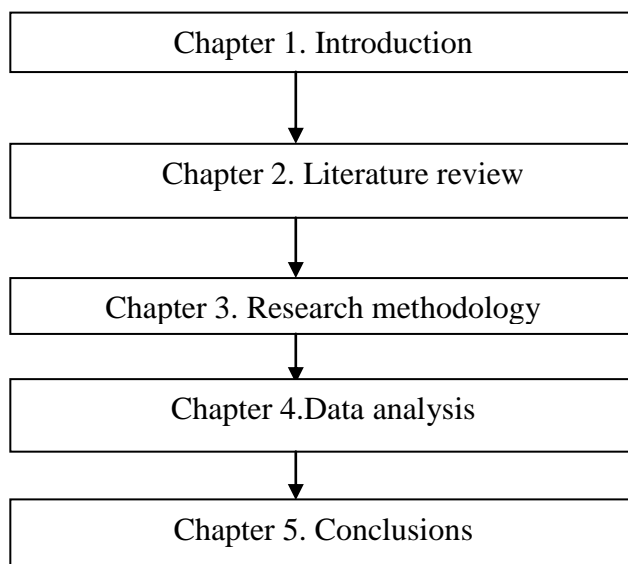 Chapter 1. Introduction
Chapter 2. Literature review
Chapter 3. Research methodology
Chapter 4.Data analysis
Chapter 5. Conclusions